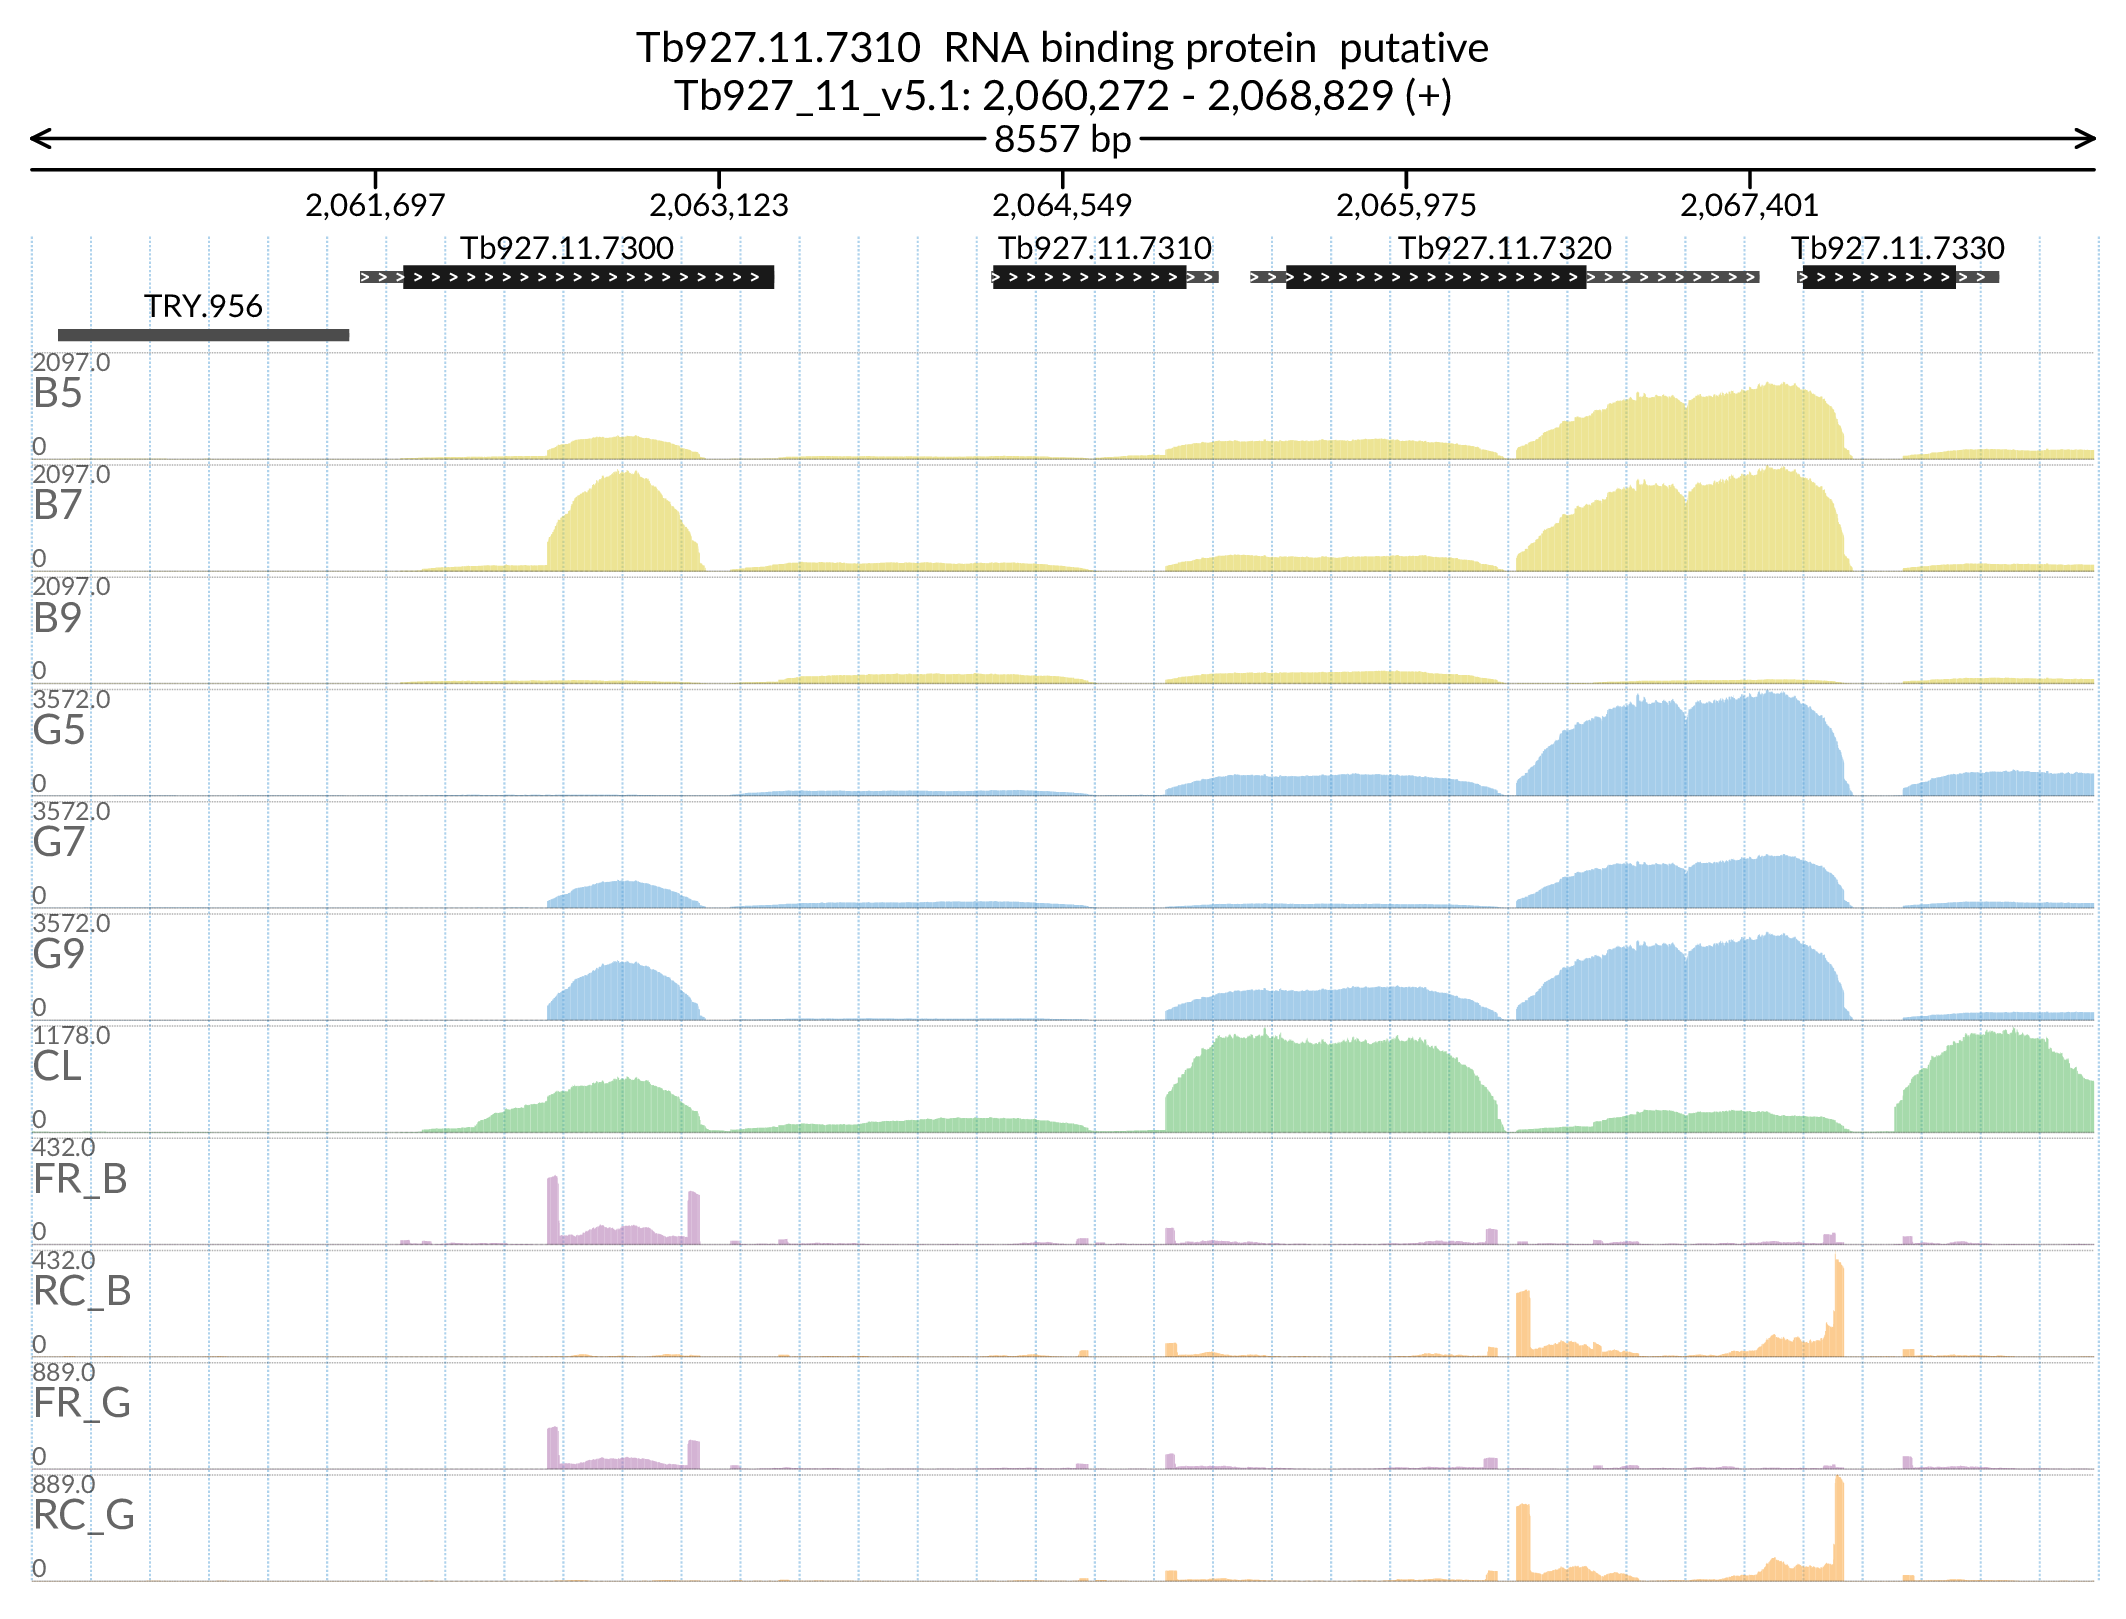 Tb927.11.7310  RNA binding protein  putative
Tb927_11_v5.1: 2,060,272 - 2,068,829 (+)
8557 bp
2,061,697 2,063,123 2,064,549 2,065,975 2,067,401
Tb927.11.7300 Tb927.11.7310 Tb927.11.7320 Tb927.11.7330
TRY.956
2097.0
B5
0
2097.0
B7
0
2097.0
B9
0
3572.0
G5
0
3572.0
G7
0
3572.0
G9
0
1178.0
CL
0
432.0
FR_B
0
432.0
RC_B
0
889.0
FR_G
0
889.0
RC_G
0